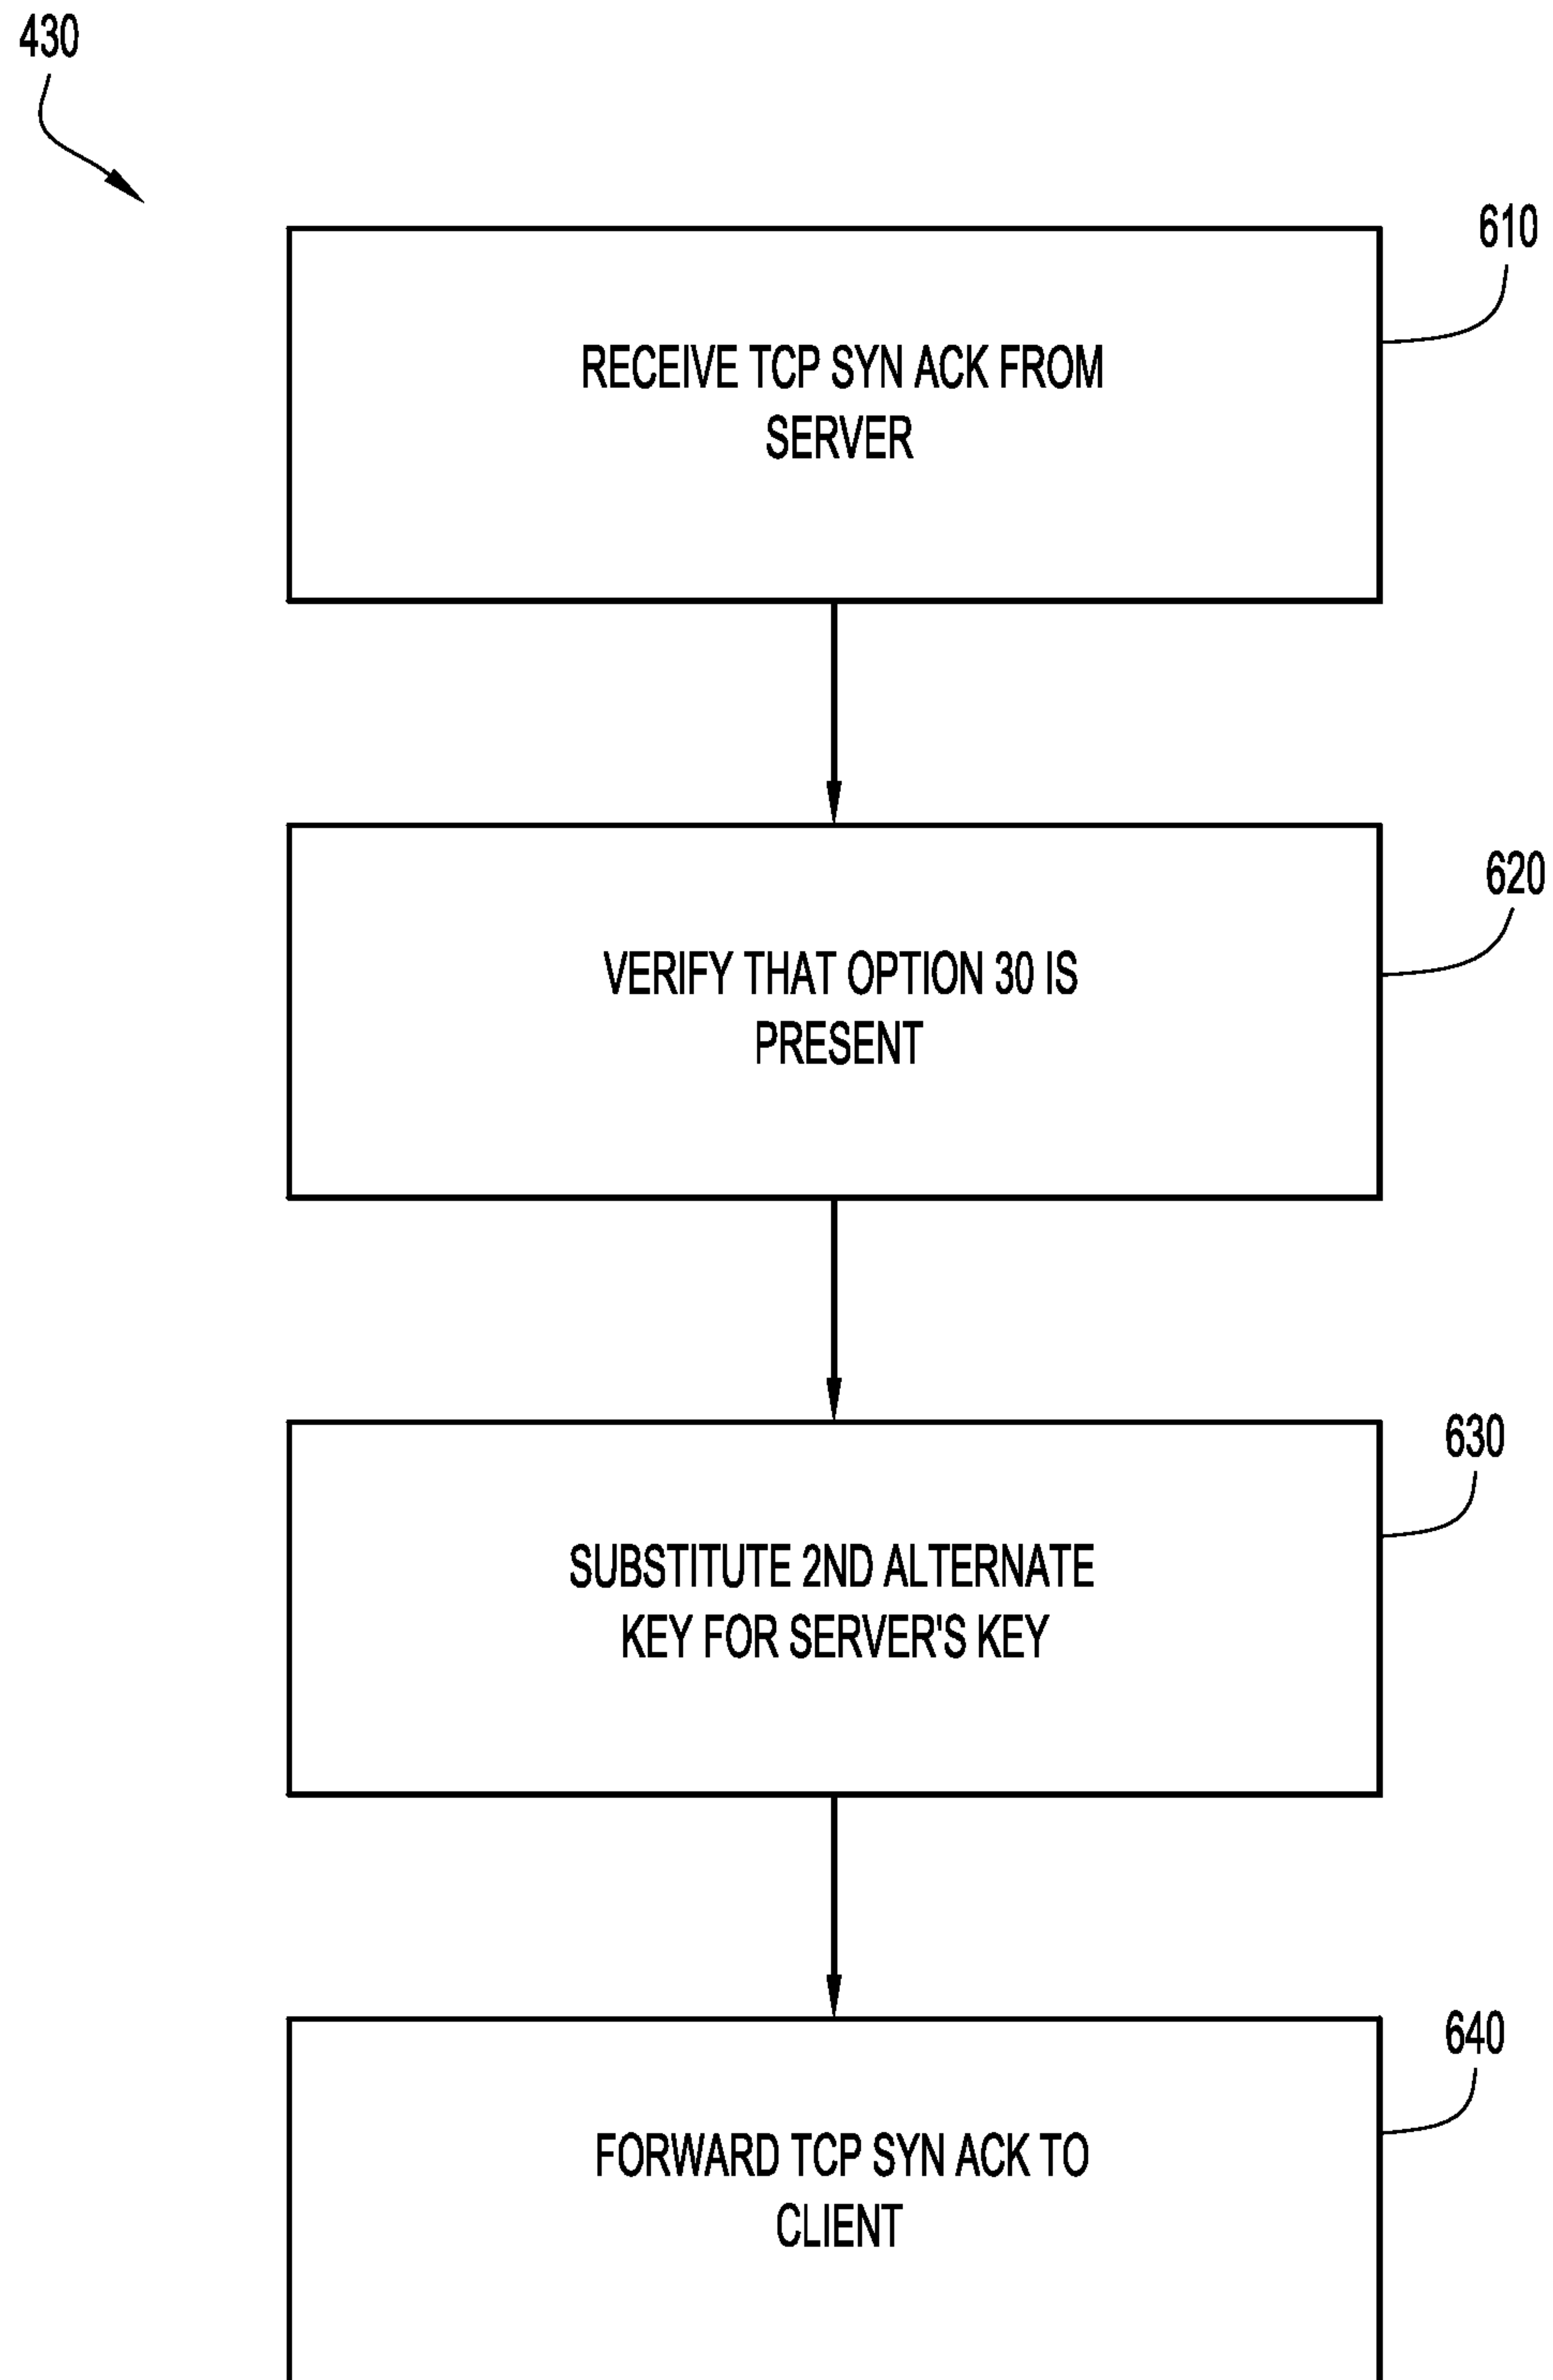 430
610
RECEIVE TCP SYN ACK FROM
SERVER
620
VERIFY THAT OPTION 30 IS
PRESENT
630
SUBSTITUTE 2ND ALTERNATE
KEY FOR SERVER'S KEY
640
FORWARD TCP SYN ACK TO
CLIENT